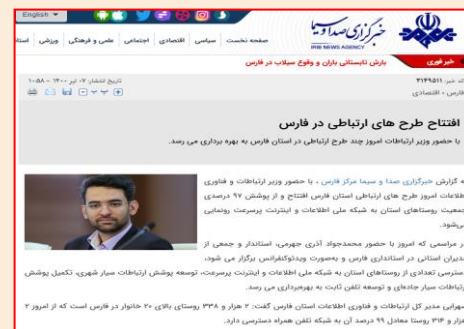 English
خبرگزاری صدا و سیما
IRIB NEWS AGENCY
صفحه نخست سیاسی اقتصادی اجتماعی علمی و فرهنگی ورزشی استا
خبر فوری
بارش تابستانی باران و وقوع سیلاب در فارس
کد خبر: ۳۱۴۹۵۱۱
تاریخ انتشار: ۰۷ تیر ۱۴۰۰ - ۱۰:۵۸
فارس » اقتصادی
افتتاح طرح های ارتباطی در فارس
با حضور وزیر ارتباطات امروز چند طرح ارتباطی در استان فارس به بهره برداری می رسد.
به گزارش خبرگزاری صدا و سیما مرکز فارس ، با حضور وزیر ارتباطات و فناوری
اطلاعات امروز طرح های ارتباطی استان فارس افتتاح و از پوشش ۹۷ درصدی
جمعیت روستاهای استان به شبکه ملی اطلاعات و اینترنت پرسرعت رونمایی
می‌شود.
در مراسمی که امروز با حضور محمدجواد آذری جهرمی، استاندار و جمعی از
مدیران استانی در استانداری فارس و به‌صورت ویدئوکنفرانس برگزار می شود،
دسترسی تعدادی از روستاهای استان به شبکه ملی اطلاعات و اینترنت پرسرعت، توسعه پوشش ارتباطات سیار شهری، تکمیل پوشش
ارتباطات سیار جاده‌ای و توسعه تلفن ثابت به بهره‌برداری می رسد.
مدیر کل ارتباطات و فناوری اطلاعات استان فارس گفت: ۲ هزار و ۳۳۸ روستای بالای ۲۰ خانوار در فارس است که از امروز ۲
هزار و ۳۱۶ روستا معادل ۹۹ درصد آن به شبکه تلفن همراه دسترسی دارد.